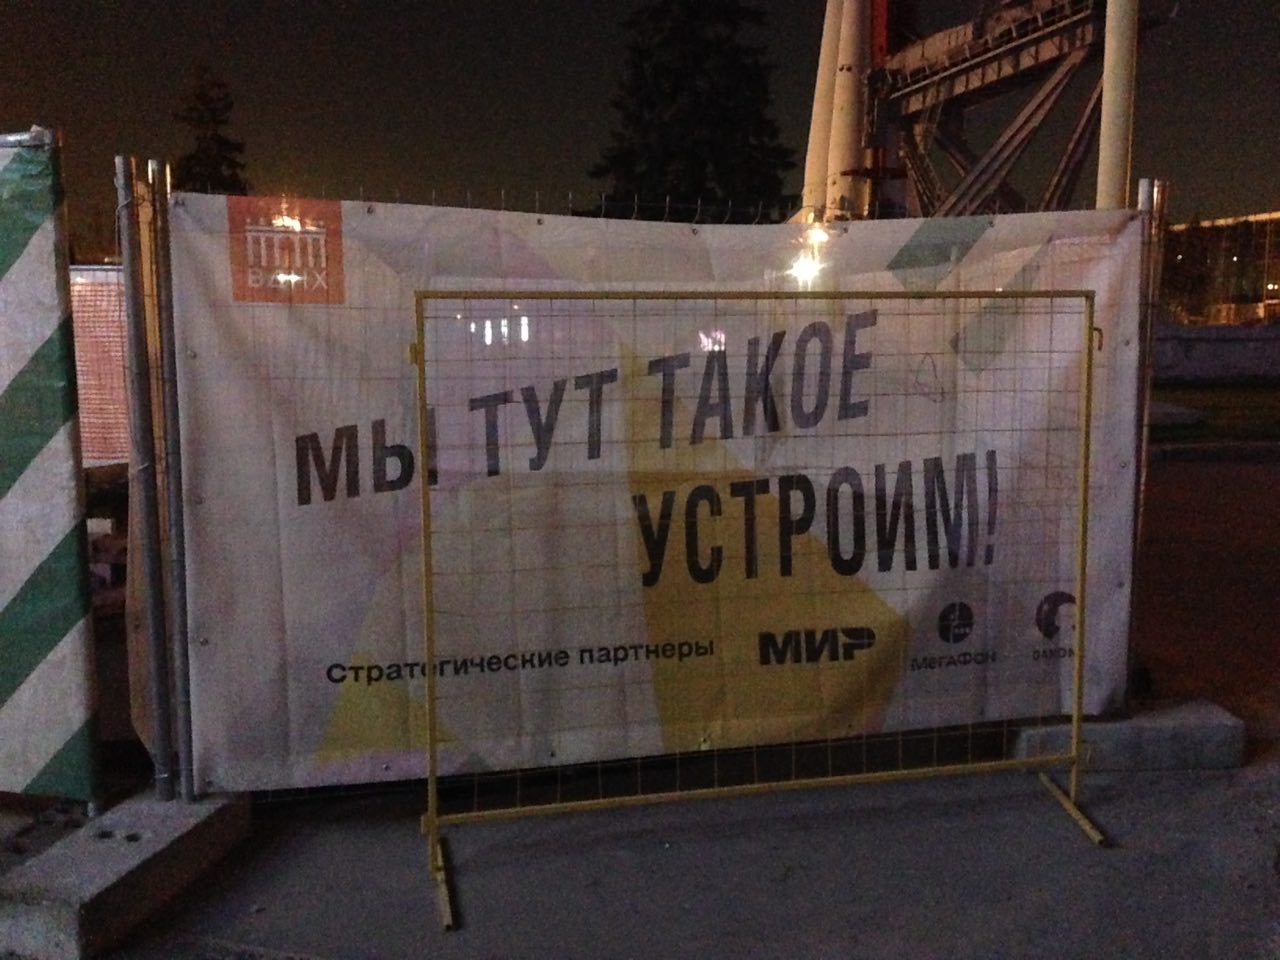 ВДНХ
МЫ ТУТ ТАКОЕ
УСТРОИМ!
Стратегические партнеры
МИР
МЕГАФОН